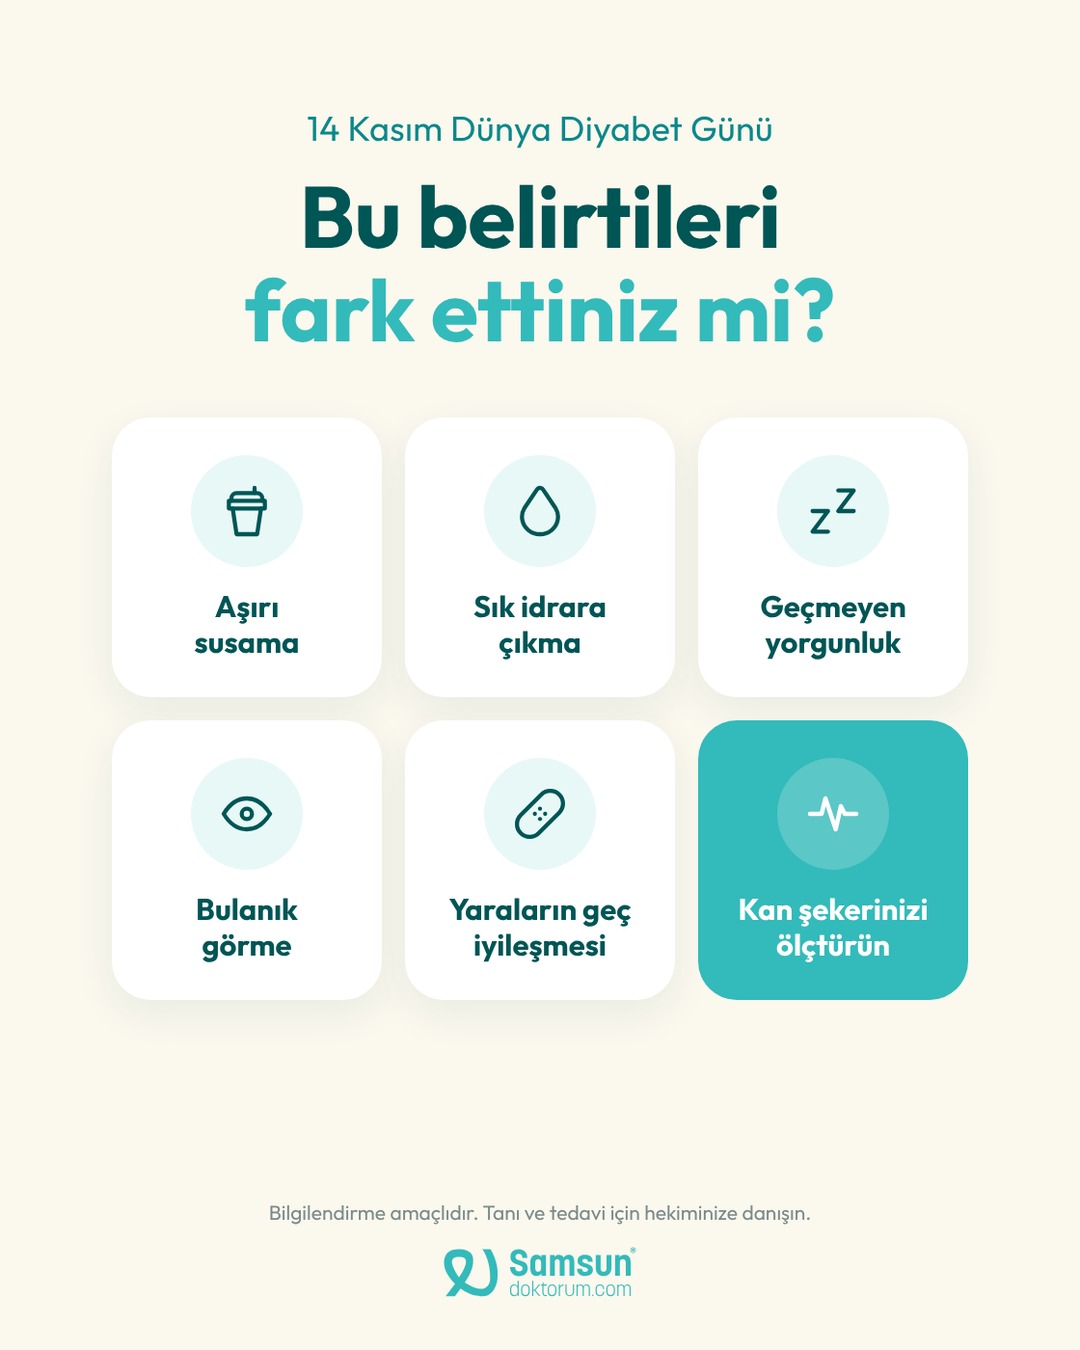 14 Kasım Dünya Diyabet Günü
Bu belirtileri
fark ettiniz mi?
Aşırı
susama
Sık idrara
çıkma
Geçmeyen
yorgunluk
Bulanık
görme
Yaraların geç
iyileşmesi
Kan şekerinizi
ölçtürün
Bilgilendirme amaçlıdır. Tanı ve tedavi için hekiminize danışın.
Samsun®
doktorum.com